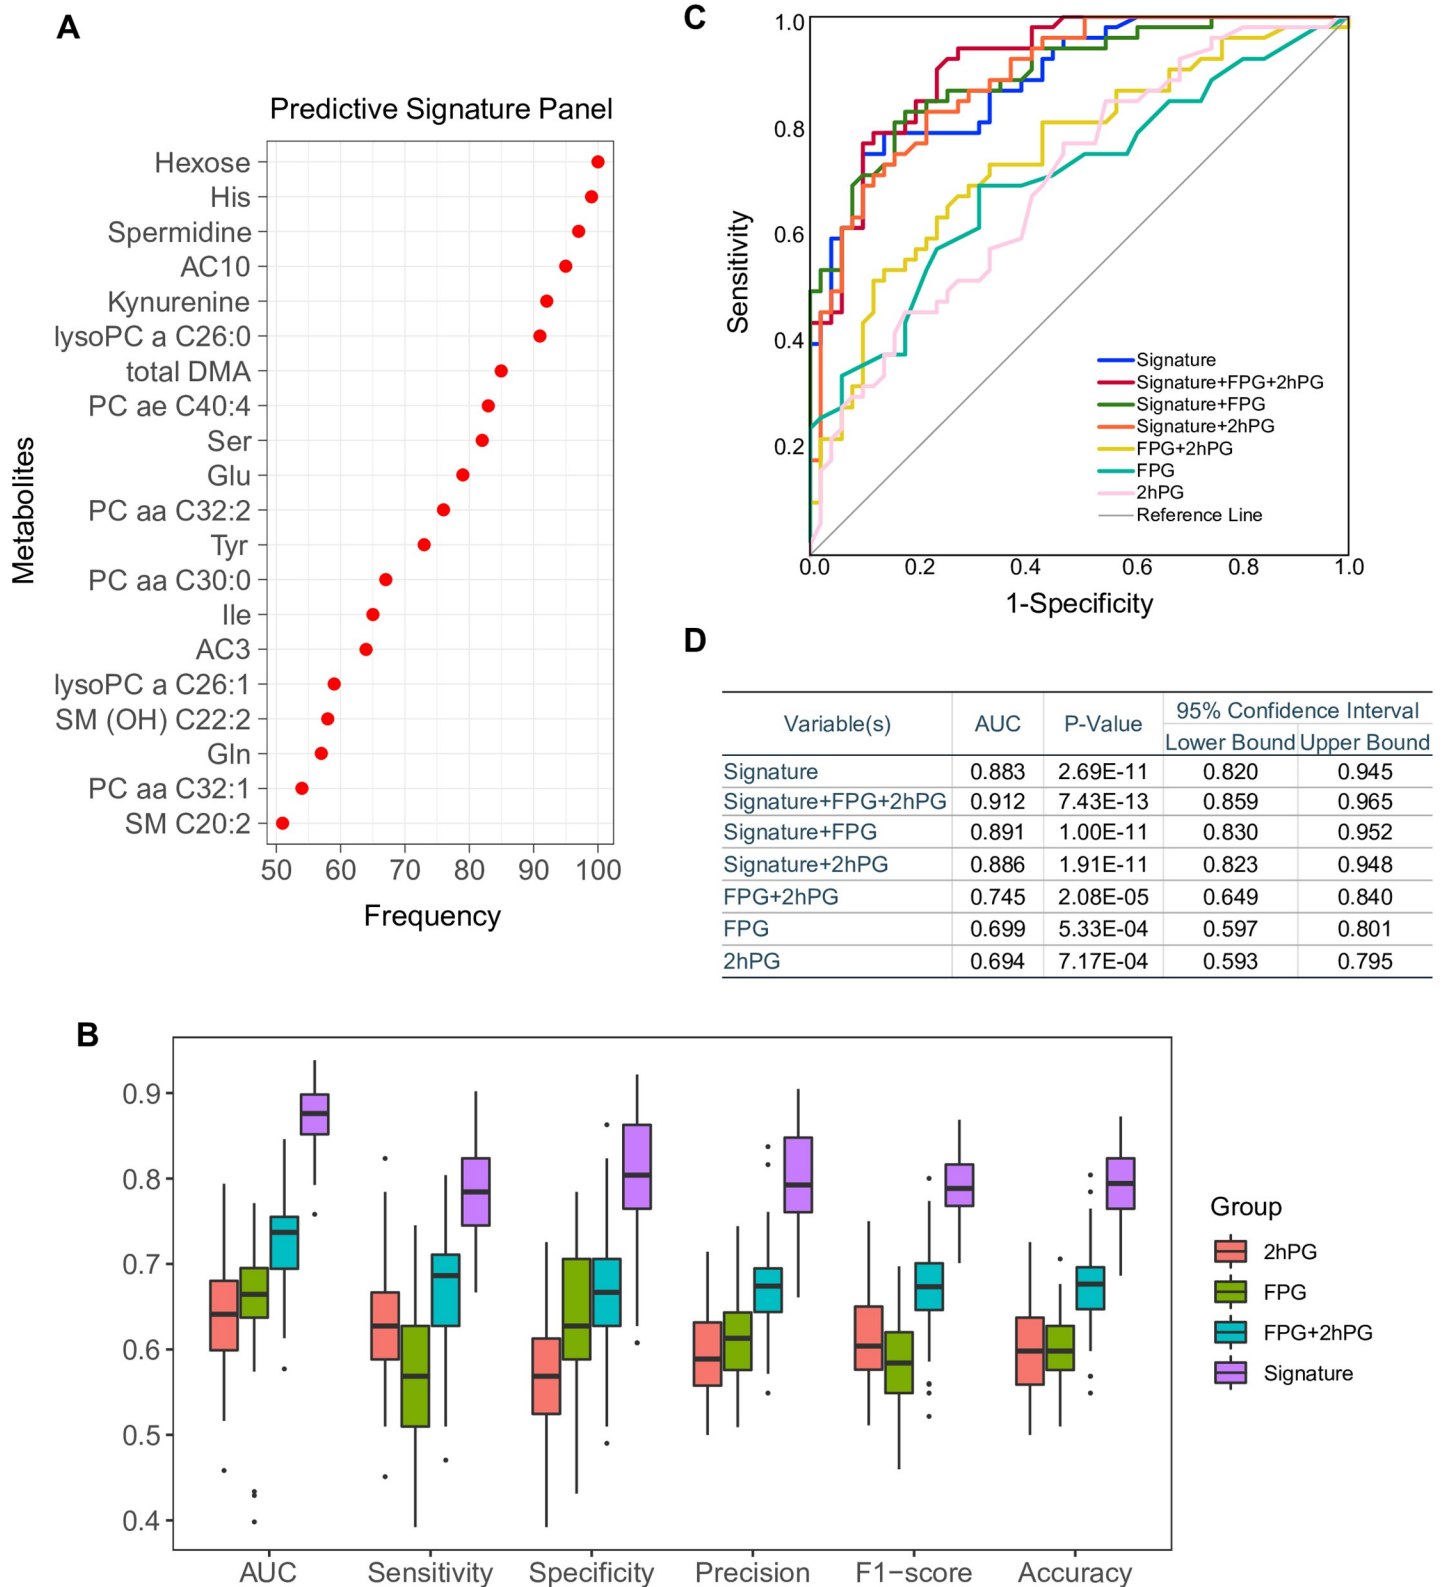 A
Predictive Signature Panel
Metabolites
Hexose
His
Spermidine
AC10
Kynurenine
lysoPC a C26:0
total DMA
PC ae C40:4
Ser
Glu
PC aa C32:2
Tyr
PC aa C30:0
Ile
AC3
lysoPC a C26:1
SM (OH) C22:2
Gln
PC aa C32:1
SM C20:2
50 60 70 80 90 100
Frequency
C
Sensitivity
1.0
0.8
0.6
0.4
0.2
Signature
Signature+FPG+2hPG
Signature+FPG
Signature+2hPG
FPG+2hPG
FPG
2hPG
Reference Line
0.0 0.2 0.4 0.6 0.8 1.0
1-Specificity
D
Variable(s) AUC P-Value 95% Confidence Interval
Lower Bound Upper Bound
Signature 0.883 2.69E-11 0.820 0.945
Signature+FPG+2hPG 0.912 7.43E-13 0.859 0.965
Signature+FPG 0.891 1.00E-11 0.830 0.952
Signature+2hPG 0.886 1.91E-11 0.823 0.948
FPG+2hPG 0.745 2.08E-05 0.649 0.840
FPG 0.699 5.33E-04 0.597 0.801
2hPG 0.694 7.17E-04 0.593 0.795
B
0.9
0.8
0.7
0.6
0.5
0.4
AUC Sensitivity Specificity Precision F1−score Accuracy
Group
2hPG
FPG
FPG+2hPG
Signature